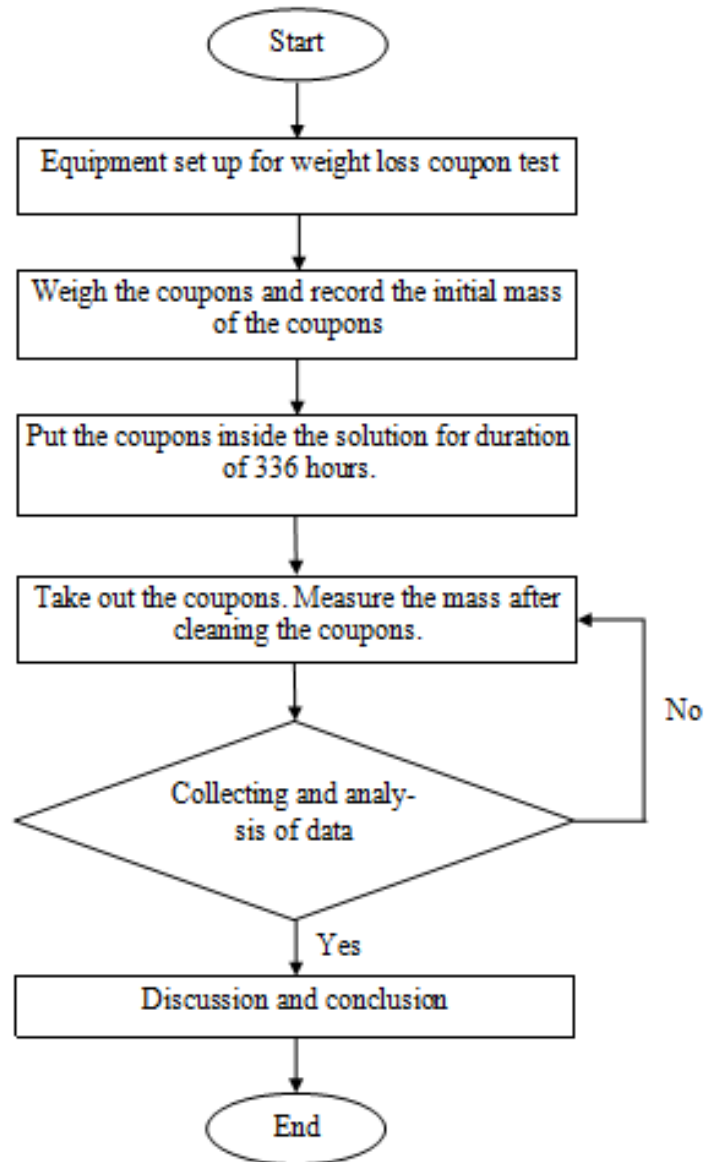 Start
Equipment set up for weight loss coupon test
Weigh the coupons and record the initial mass
of the coupons
Put the coupons inside the solution for duration
of 336 hours.
Take out the coupons. Measure the mass after
cleaning the coupons.
No
Collecting and analy-
sis of data
Yes
Discussion and conclusion
End